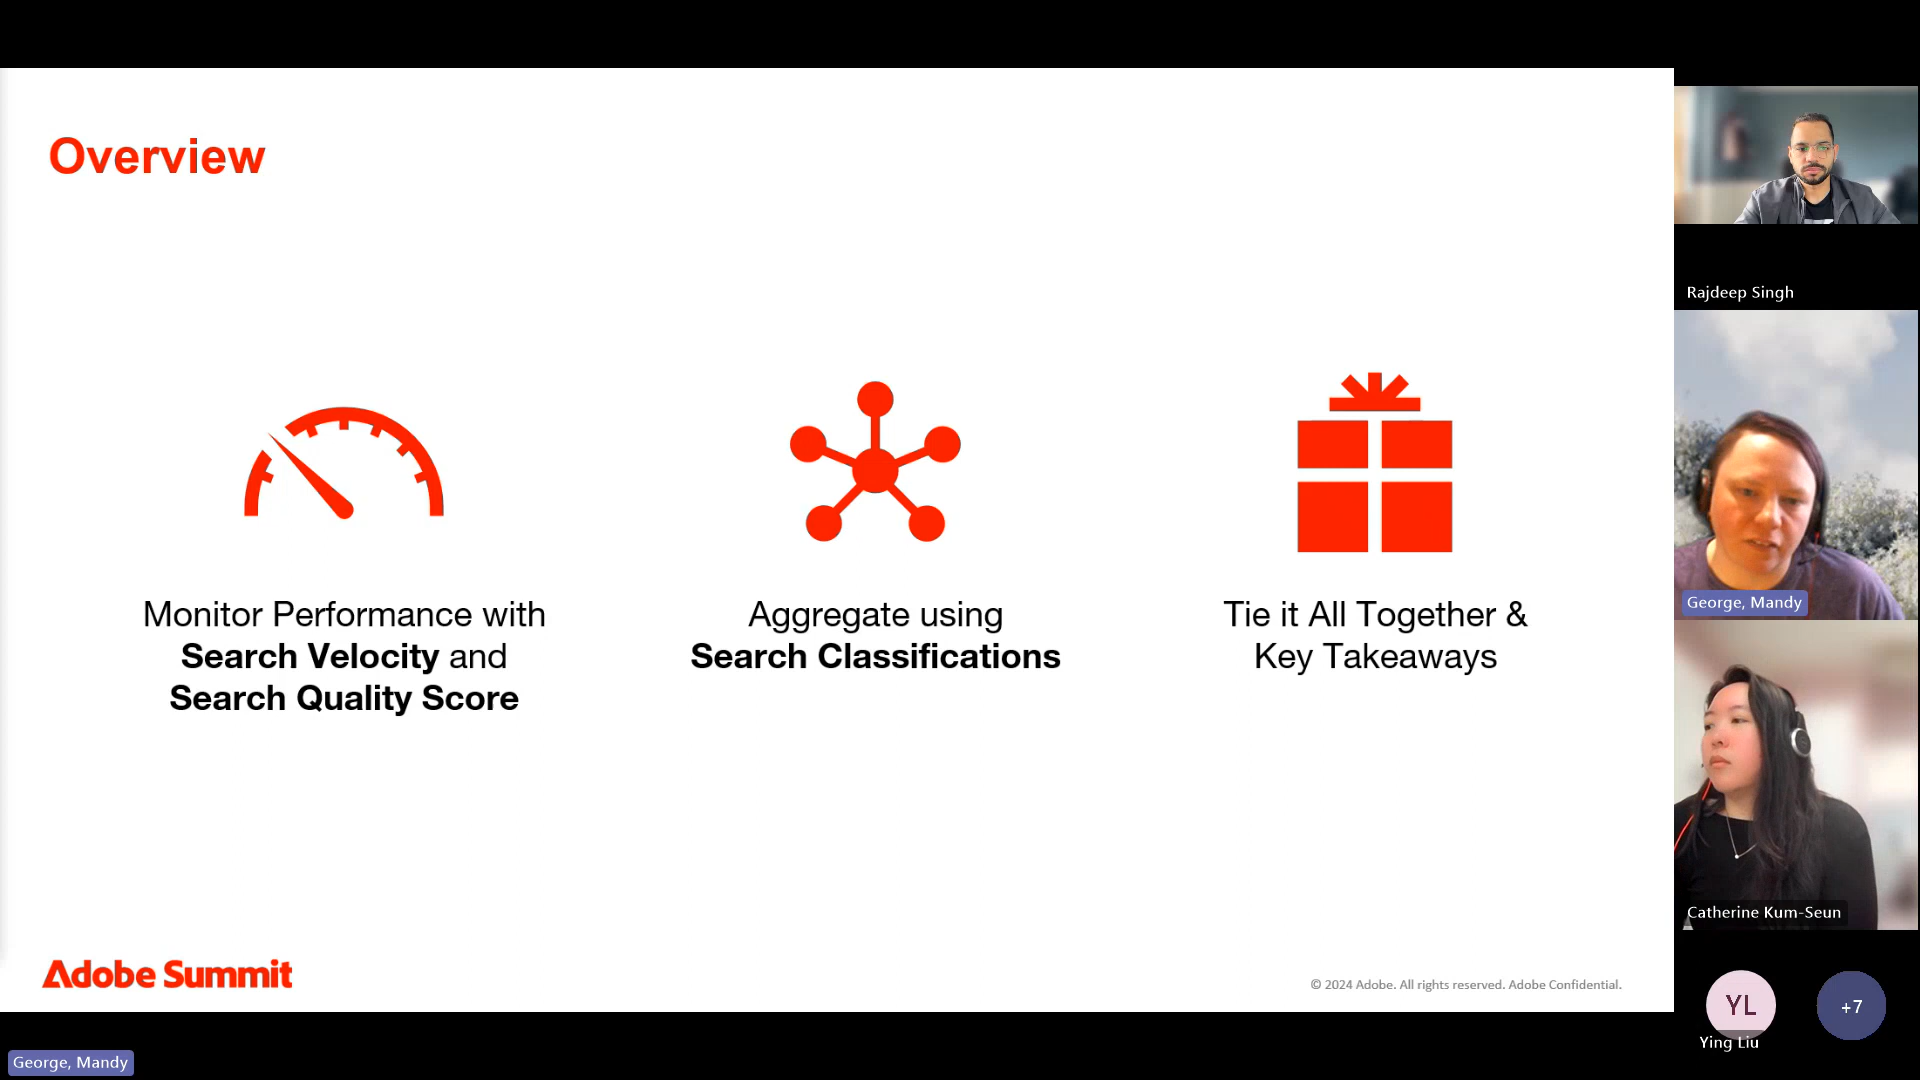 Overview
Monitor Performance with
Search Velocity and
Search Quality Score
Aggregate using
Search Classifications
Tie it All Together &
Key Takeaways
Adobe Summit
© 2024 Adobe. All rights reserved. Adobe Confidential.
Rajdeep Singh
George, Mandy
Catherine Kum-Seun
YL
+7
Ying Liu
George, Mandy